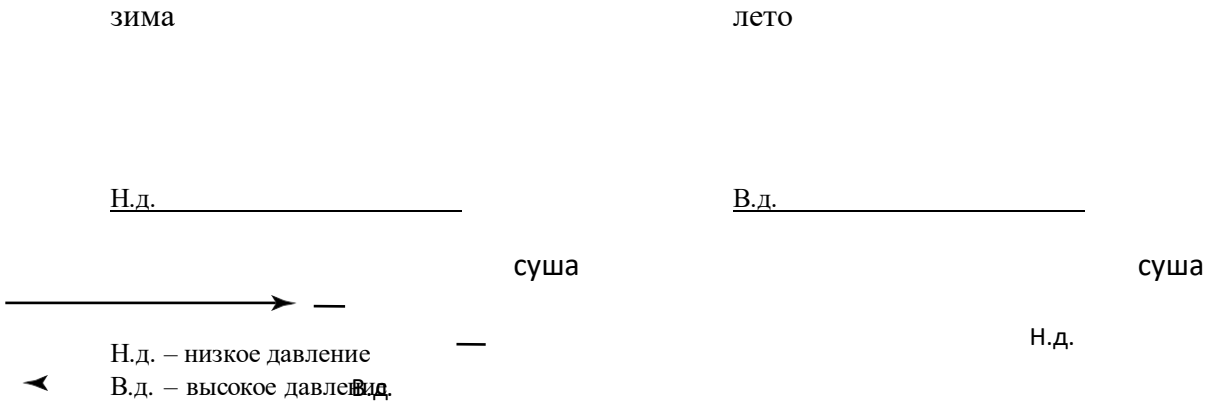 зима лето
Н.д. В.д.
суша суша
Н.д.
Н.д. – низкое давление
В.д. – высокое давление
В.д.